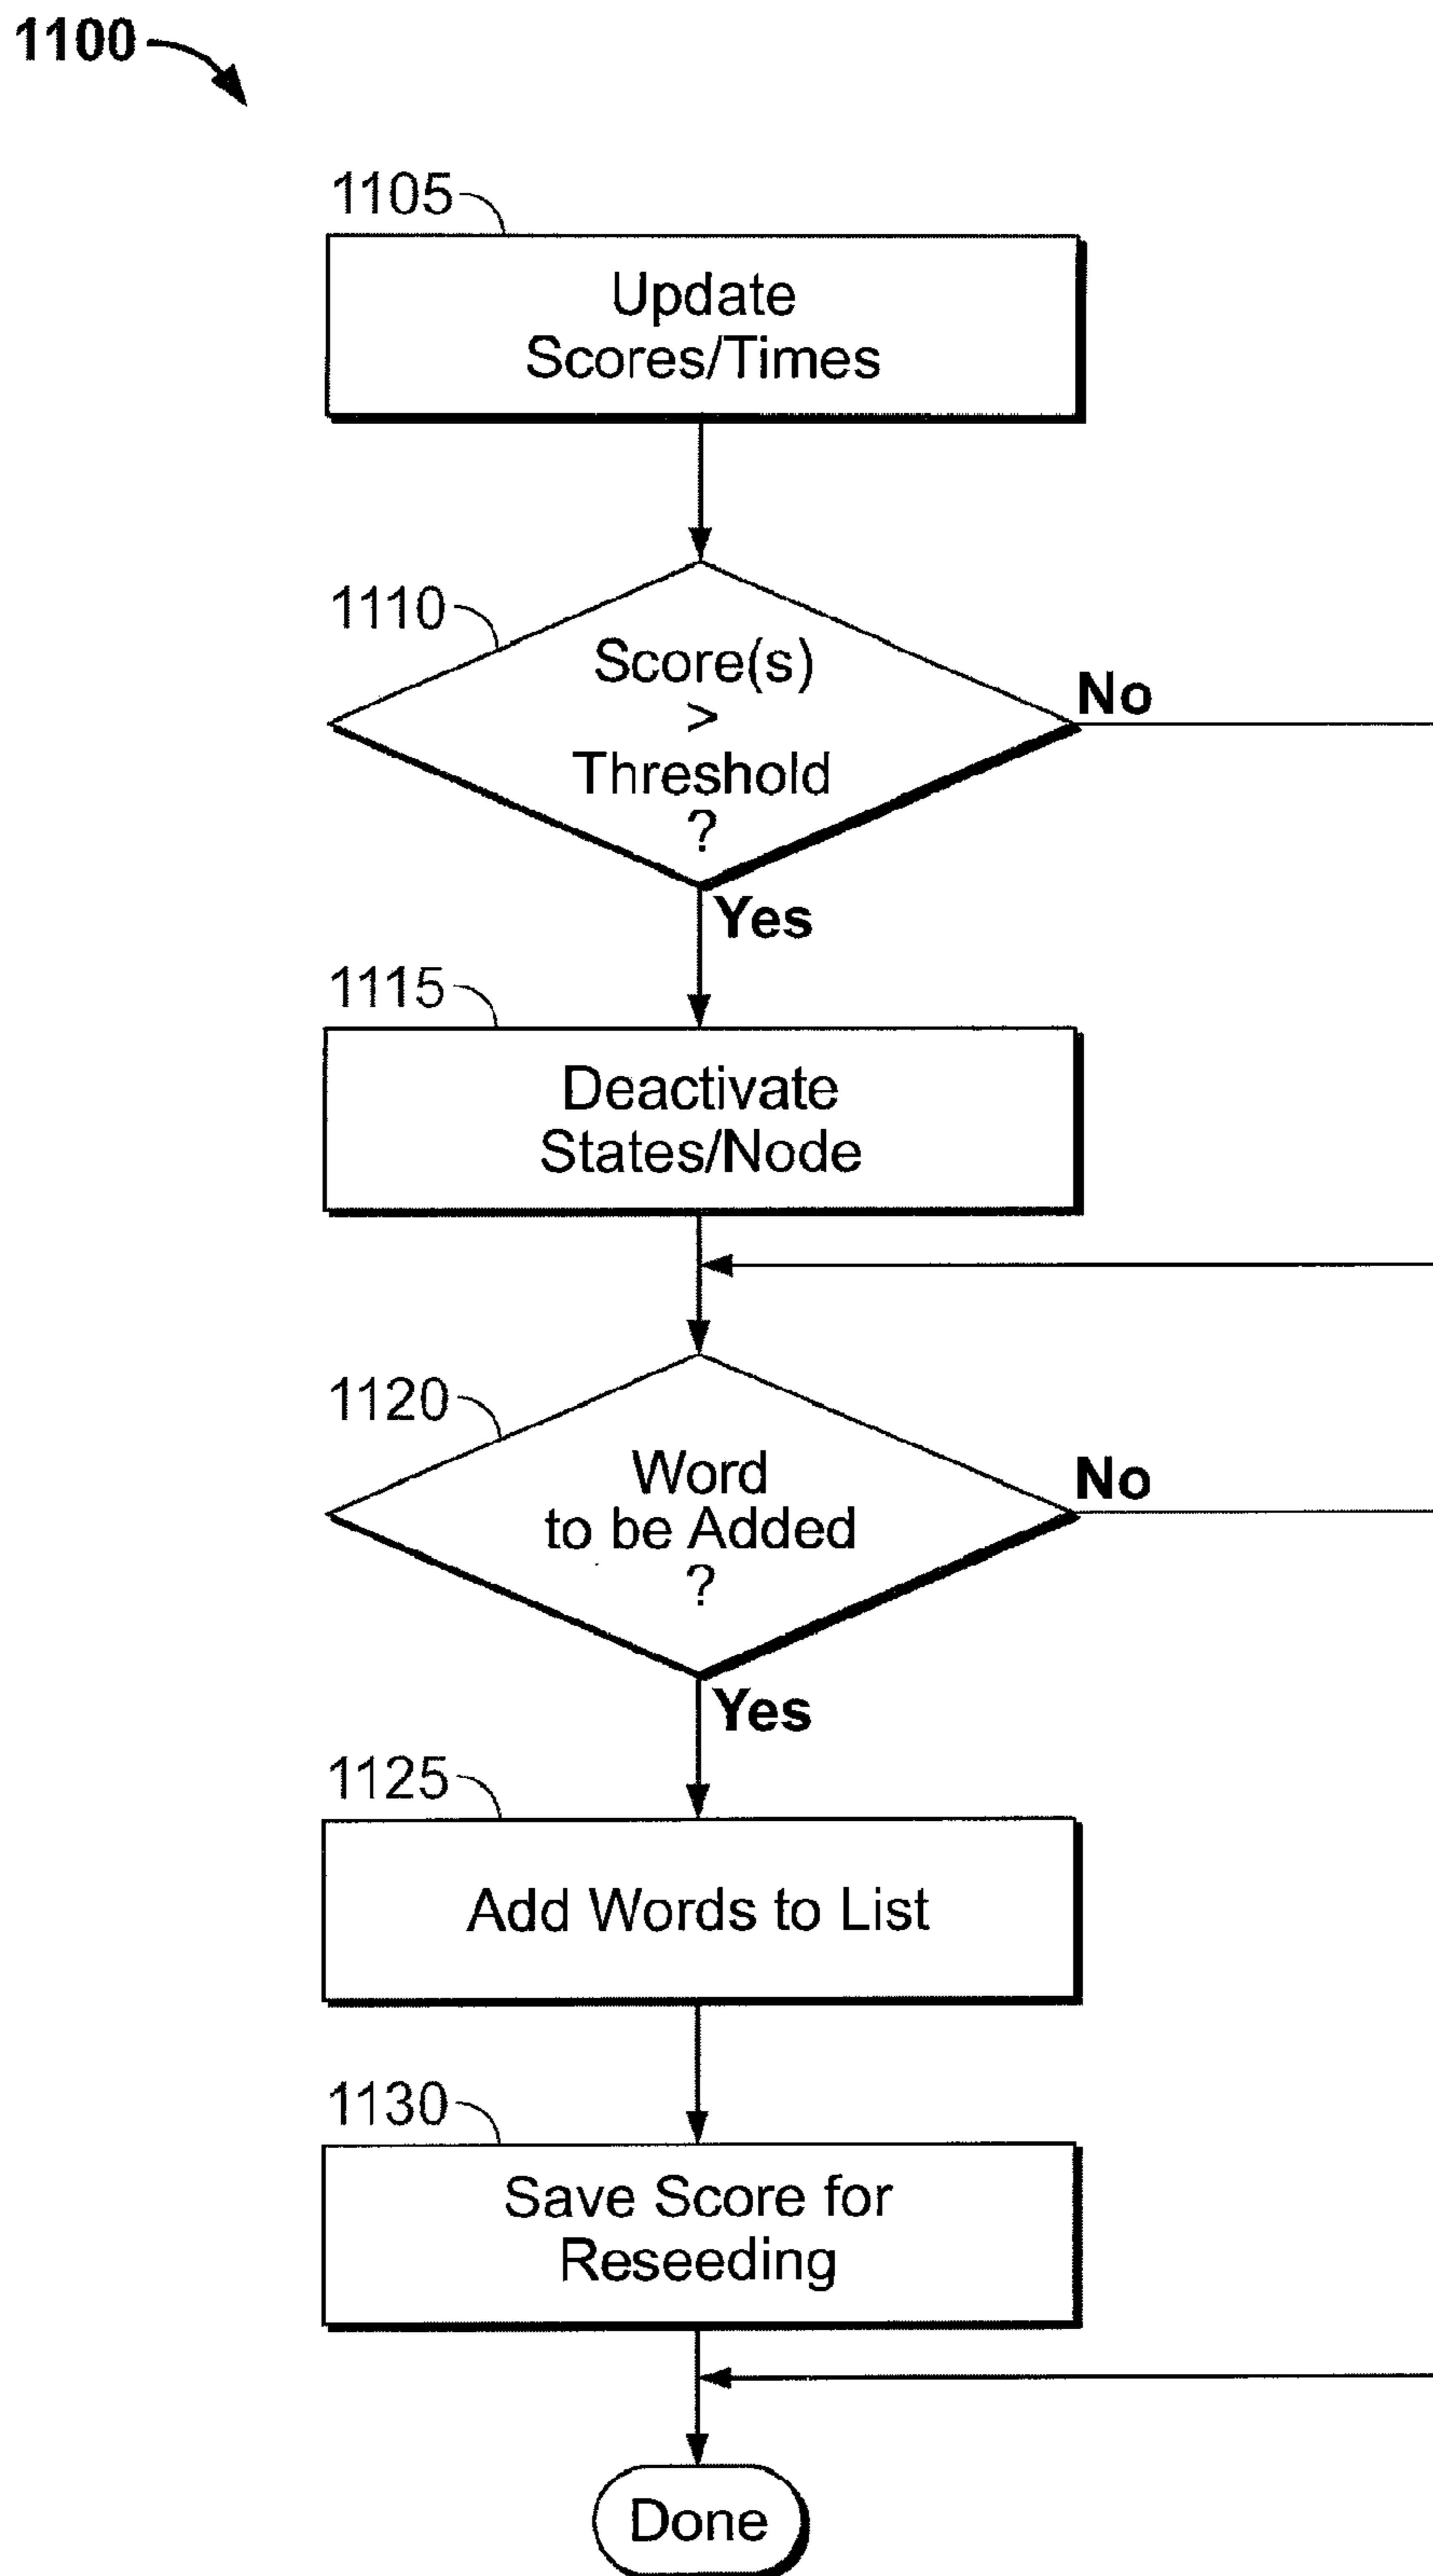 1100
1105
Update
Scores/Times
1110
Score(s)
>
Threshold
?
No
Yes
1115
Deactivate
States/Node
1120
Word
to be Added
?
No
Yes
1125
Add Words to List
1130
Save Score for
Reseeding
Done